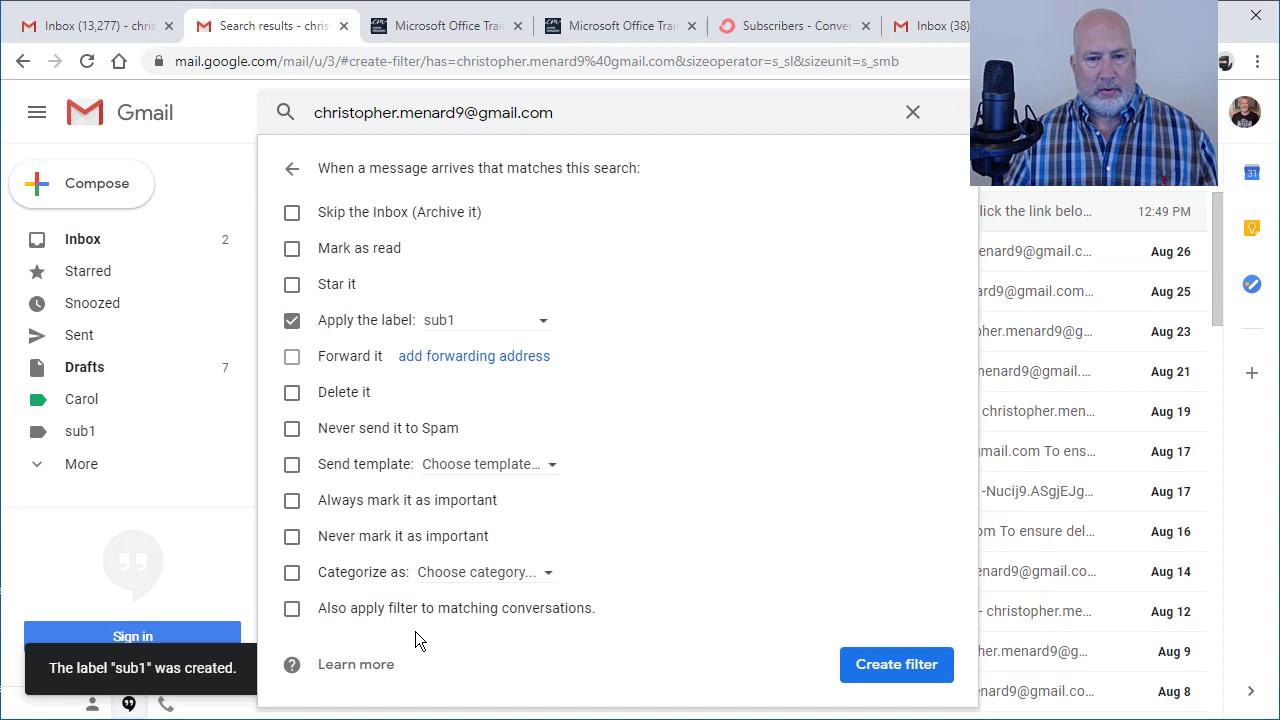 Inbox (13,277) - chris
Search results - chris
Microsoft Office Trai
Microsoft Office Trai
Subscribers · Conver
Inbox (38)
mail.google.com/mail/u/3/#create-filter/has=christopher.menard9%40gmail.com&sizeoperator=s_sl&sizeunit=s_smb
Gmail
christopher.menard9@gmail.com
Compose
Inbox 2
Starred
Snoozed
Sent
Drafts 7
Carol
sub1
More
Sign in
The label "sub1" was created.
When a message arrives that matches this search:
Skip the Inbox (Archive it)
Mark as read
Star it
Apply the label: sub1
Forward it add forwarding address
Delete it
Never send it to Spam
Send template: Choose template...
Always mark it as important
Never mark it as important
Categorize as: Choose category...
Also apply filter to matching conversations.
Learn more
Create filter
lick the link belo... 12:49 PM
enard9@gmail.c... Aug 26
ard9@gmail.com... Aug 25
pher.menard9@g... Aug 23
menard9@gmail.... Aug 21
christopher.men... Aug 19
mail.com To ens... Aug 17
-Nucij9.ASgjEJg... Aug 17
om To ensure del... Aug 16
enard9@gmail.co... Aug 14
- christopher.me... Aug 12
her.menard9@g... Aug 9
enard9@gmail.co... Aug 8
31